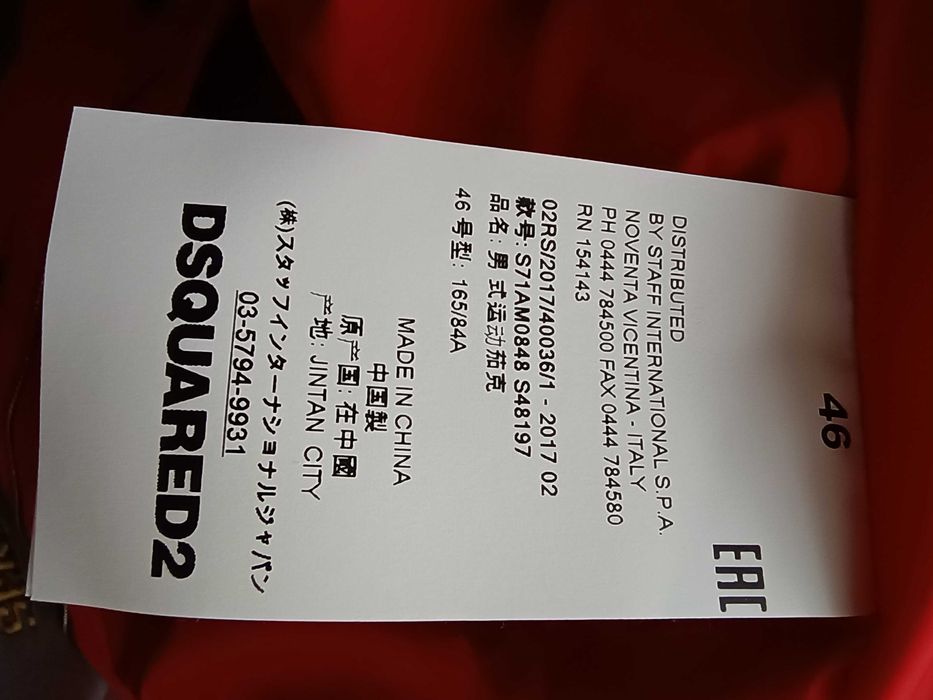 46
EAC
DISTRIBUTED
BY STAFF INTERNATIONAL S.P.A.
NOVENTA VICENTINA - ITALY
PH 0444 784500 FAX 0444 784580
RN 154143
02RS/2017/40036/1 - 2017 02
款号: S71AM0848 S48197
品名: 男 式运动茄克
46 号型: 165/84A
MADE IN CHINA
中国製
原产国: 在中國
产地: JINTAN CITY
(株)スタッフインターナショナルジャパン
03-5794-9931
DSQUARED2